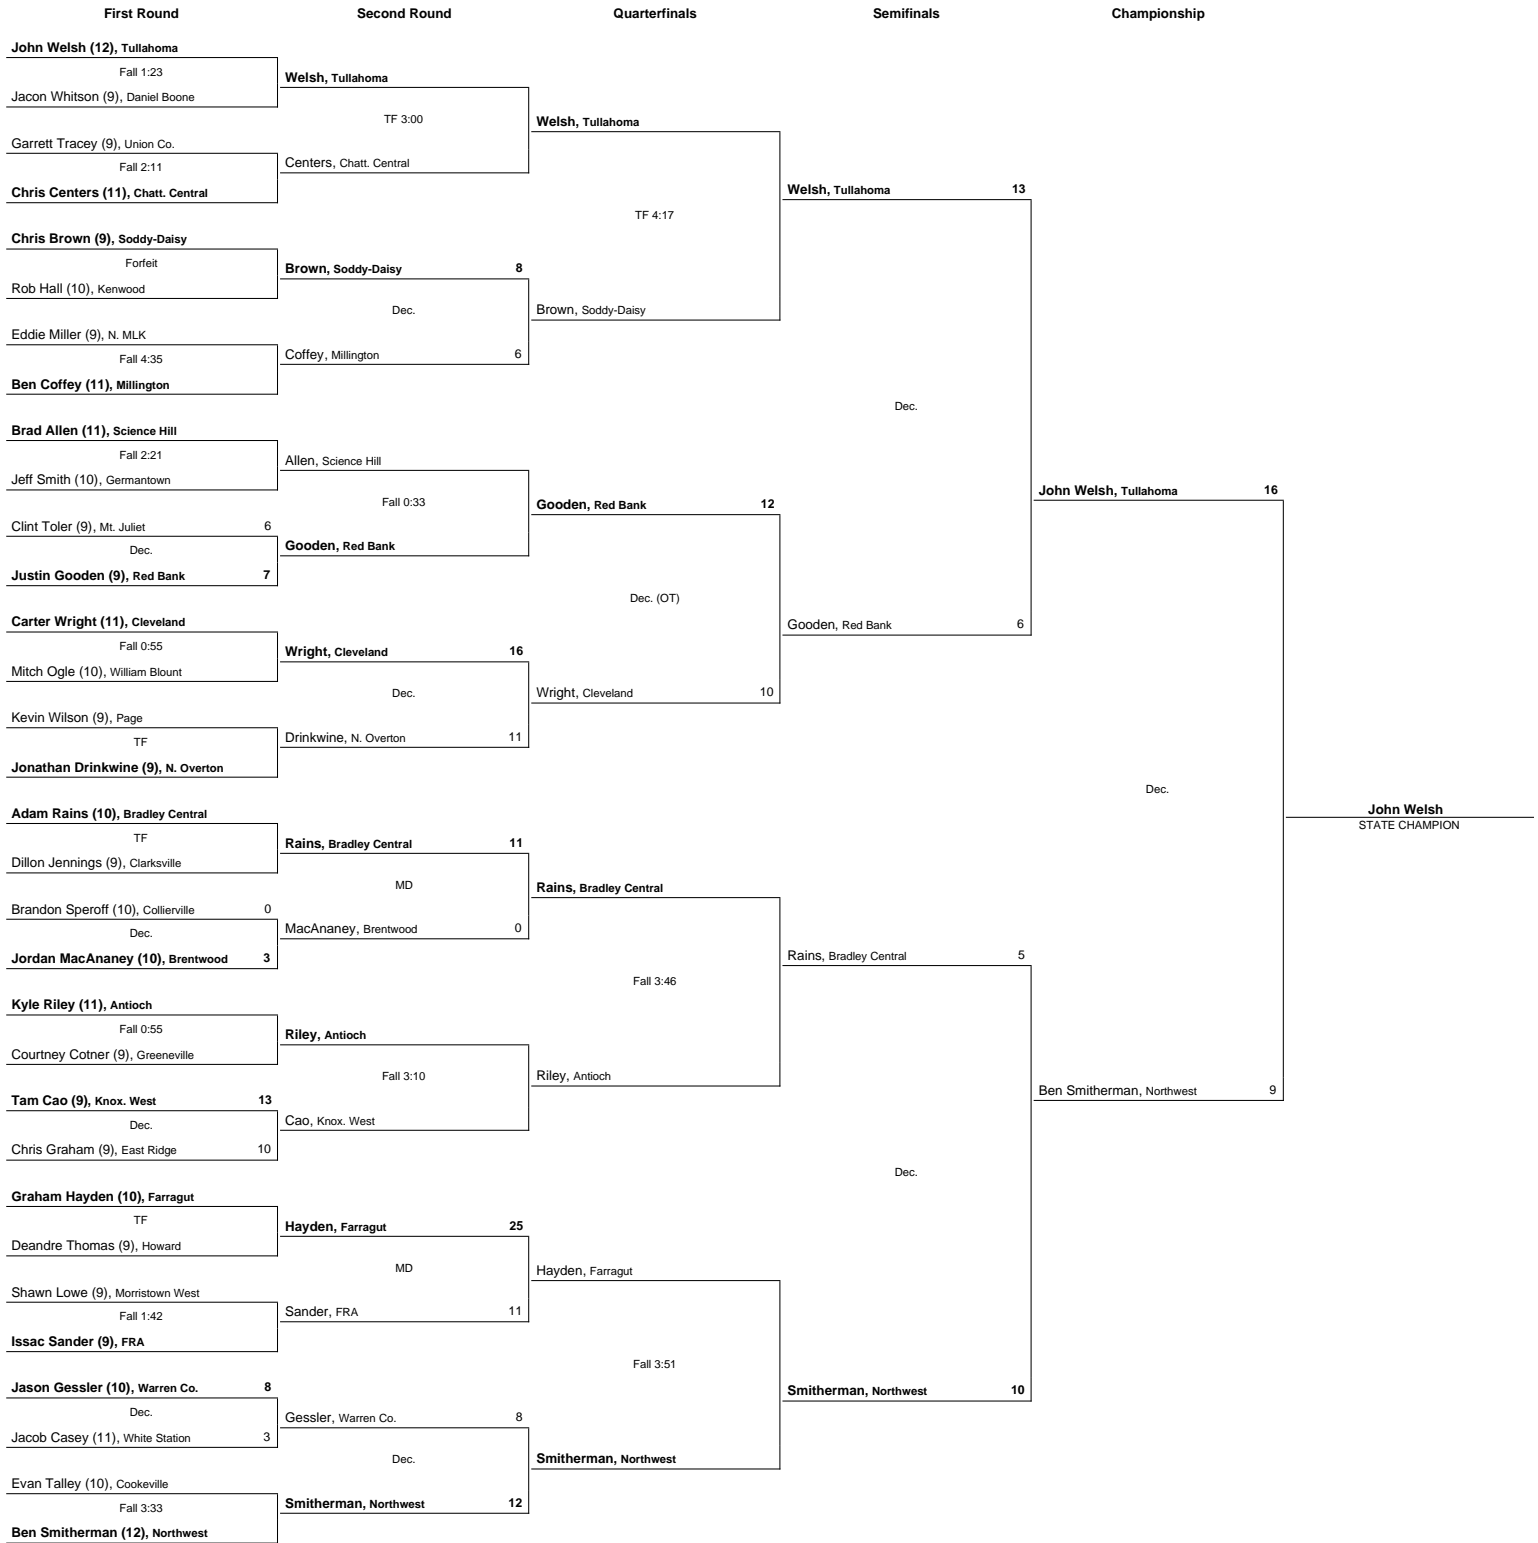 First Round
Second Round
Quarterfinals
Semifinals
Championship
John Welsh (12), Tullahoma
Fall 1:23
Jacon Whitson (9), Daniel Boone
Garrett Tracey (9), Union Co.
Fall 2:11
Chris Centers (11), Chatt. Central
Chris Brown (9), Soddy-Daisy
Forfeit
Rob Hall (10), Kenwood
Eddie Miller (9), N. MLK
Fall 4:35
Ben Coffey (11), Millington
Brad Allen (11), Science Hill
Fall 2:21
Jeff Smith (10), Germantown
Clint Toler (9), Mt. Juliet 6
Dec.
Justin Gooden (9), Red Bank 7
Carter Wright (11), Cleveland
Fall 0:55
Mitch Ogle (10), William Blount
Kevin Wilson (9), Page
TF
Jonathan Drinkwine (9), N. Overton
Adam Rains (10), Bradley Central
TF
Dillon Jennings (9), Clarksville
Brandon Speroff (10), Collierville 0
Dec.
Jordan MacAnaney (10), Brentwood 3
Kyle Riley (11), Antioch
Fall 0:55
Courtney Cotner (9), Greeneville
Tam Cao (9), Knox. West 13
Dec.
Chris Graham (9), East Ridge 10
Graham Hayden (10), Farragut
TF
Deandre Thomas (9), Howard
Shawn Lowe (9), Morristown West
Fall 1:42
Issac Sander (9), FRA
Jason Gessler (10), Warren Co. 8
Dec.
Jacob Casey (11), White Station 3
Evan Talley (10), Cookeville
Fall 3:33
Ben Smitherman (12), Northwest
Welsh, Tullahoma
TF 3:00
Centers, Chatt. Central
Brown, Soddy-Daisy 8
Dec.
Coffey, Millington 6
Allen, Science Hill
Fall 0:33
Gooden, Red Bank
Wright, Cleveland 16
Dec.
Drinkwine, N. Overton 11
Rains, Bradley Central 11
MD
MacAnaney, Brentwood 0
Riley, Antioch
Fall 3:10
Cao, Knox. West
Hayden, Farragut 25
MD
Sander, FRA 11
Gessler, Warren Co. 8
Dec.
Smitherman, Northwest 12
Welsh, Tullahoma
TF 4:17
Brown, Soddy-Daisy
Gooden, Red Bank 12
Dec. (OT)
Wright, Cleveland 10
Rains, Bradley Central
Fall 3:46
Riley, Antioch
Hayden, Farragut
Fall 3:51
Smitherman, Northwest
Welsh, Tullahoma 13
Dec.
Gooden, Red Bank 6
Rains, Bradley Central 5
Dec.
Smitherman, Northwest 10
John Welsh, Tullahoma 16
Dec.
Ben Smitherman, Northwest 9
John Welsh
STATE CHAMPION